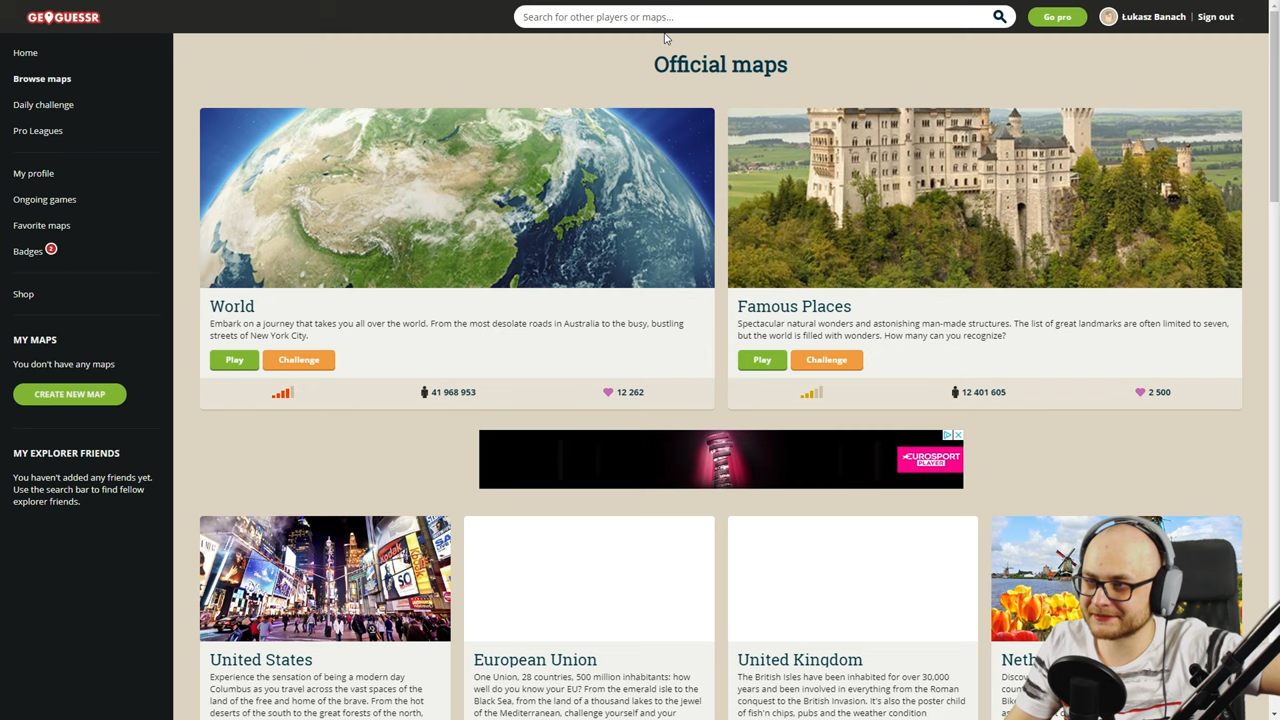 GEOGUESSR
Search for other players or maps...
Go pro
Łukasz Banach | Sign out
Home
Browse maps
Daily challenge
Pro Leagues
My profile
Ongoing games
Favorite maps
Badges 2
Shop
MY MAPS
You don't have any maps
CREATE NEW MAP
MY EXPLORER FRIENDS
You haven't added any friends yet.
Use the search bar to find fellow
explorer friends.
Official maps
World
Embark on a journey that takes you all over the world. From the most desolate roads in Australia to the busy, bustling
streets of New York City.
Play
Challenge
41 968 953
12 262
Famous Places
Spectacular natural wonders and astonishing man-made structures. The list of great landmarks are often limited to seven,
but the world is filled with wonders. How many can you recognize?
Play
Challenge
12 401 605
2 500
EUROSPORT
PLAYER
Kodak
SO
United States
Experience the sensation of being a modern day
Columbus as you travel across the vast spaces of the
land of the free and home of the brave. From the hot
deserts of the south to the great forests of the north,
European Union
One Union, 28 countries, 500 million inhabitants: how
well do you know your EU? From the emerald isle to the
Black Sea, from the land of a thousand lakes to the jewel
of the Mediterranean, challenge yourself and your
United Kingdom
The British Isles have been inhabited for over 30,000
years and been involved in everything from the Roman
conquest to the British Invasion. It's also the poster child
of fish'n chips, pubs and the weather condition
Neth
Disco
coun
Bike